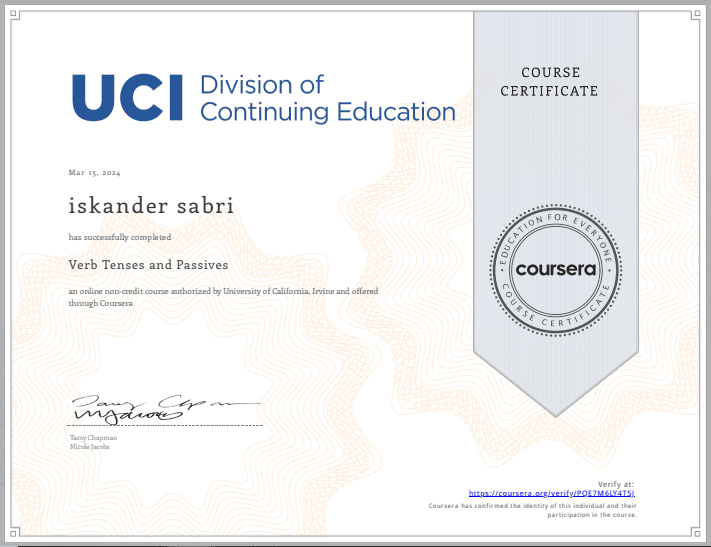 UCI Division of
Continuing Education
COURSE
CERTIFICATE
Mar 15, 2024
iskander sabri
has successfully completed
Verb Tenses and Passives
an online non-credit course authorized by University of California, Irvine and offered
through Coursera
EDUCATION FOR EVERYONE
coursera
COURSE CERTIFICATE
Tamy Chapman
Nicole Jacobs
Verify at:
https://coursera.org/verify/PQE7M6LY4T5J
Coursera has confirmed the identity of this individual and their
participation in the course.